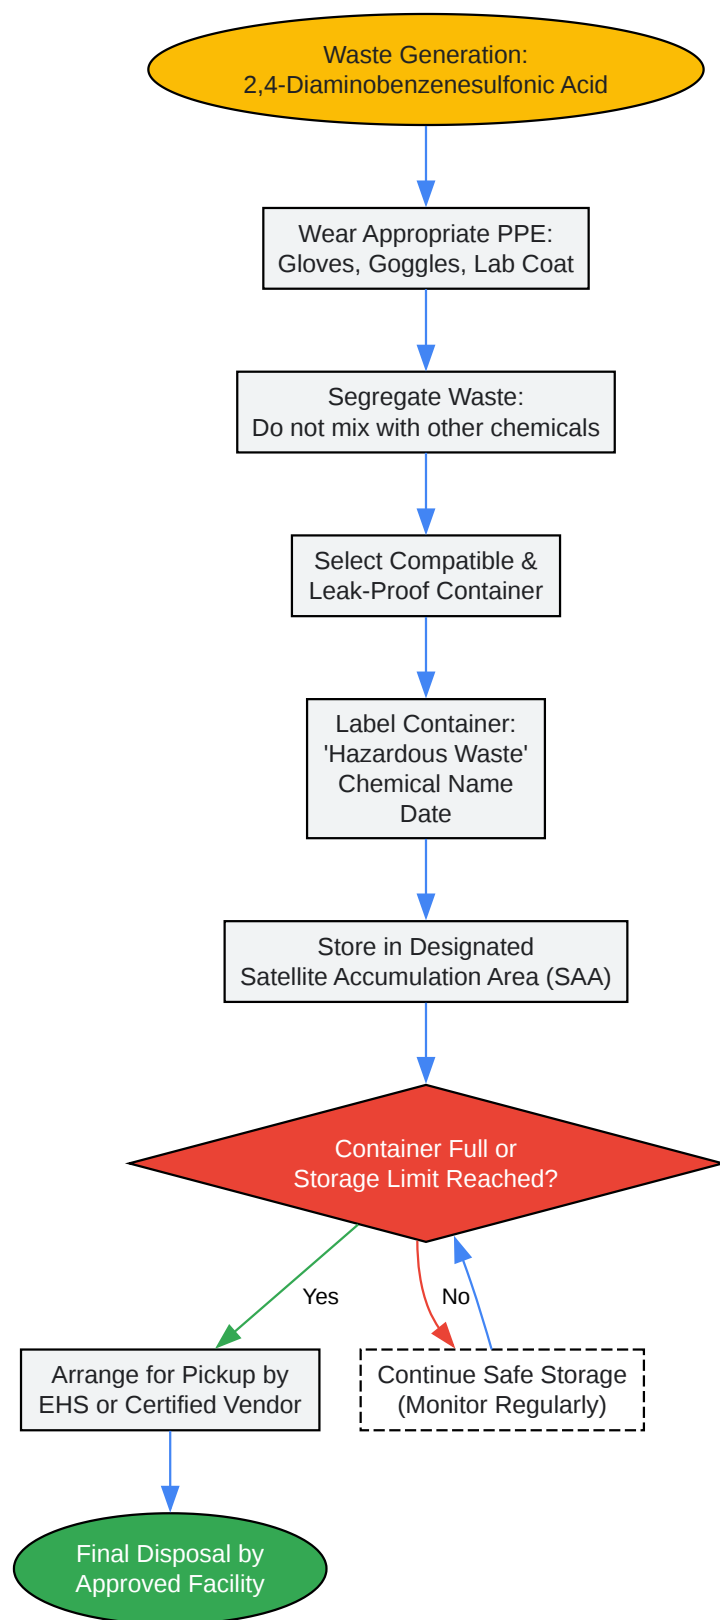 Waste Generation:
2,4-Diaminobenzenesulfonic Acid
Wear Appropriate PPE:
Gloves, Goggles, Lab Coat
Segregate Waste:
Do not mix with other chemicals
Select Compatible &
Leak-Proof Container
Label Container:
'Hazardous Waste'
Chemical Name
Date
Store in Designated
Satellite Accumulation Area (SAA)
Container Full or
Storage Limit Reached?
Yes
No
Arrange for Pickup by
EHS or Certified Vendor
Continue Safe Storage
(Monitor Regularly)
Final Disposal by
Approved Facility